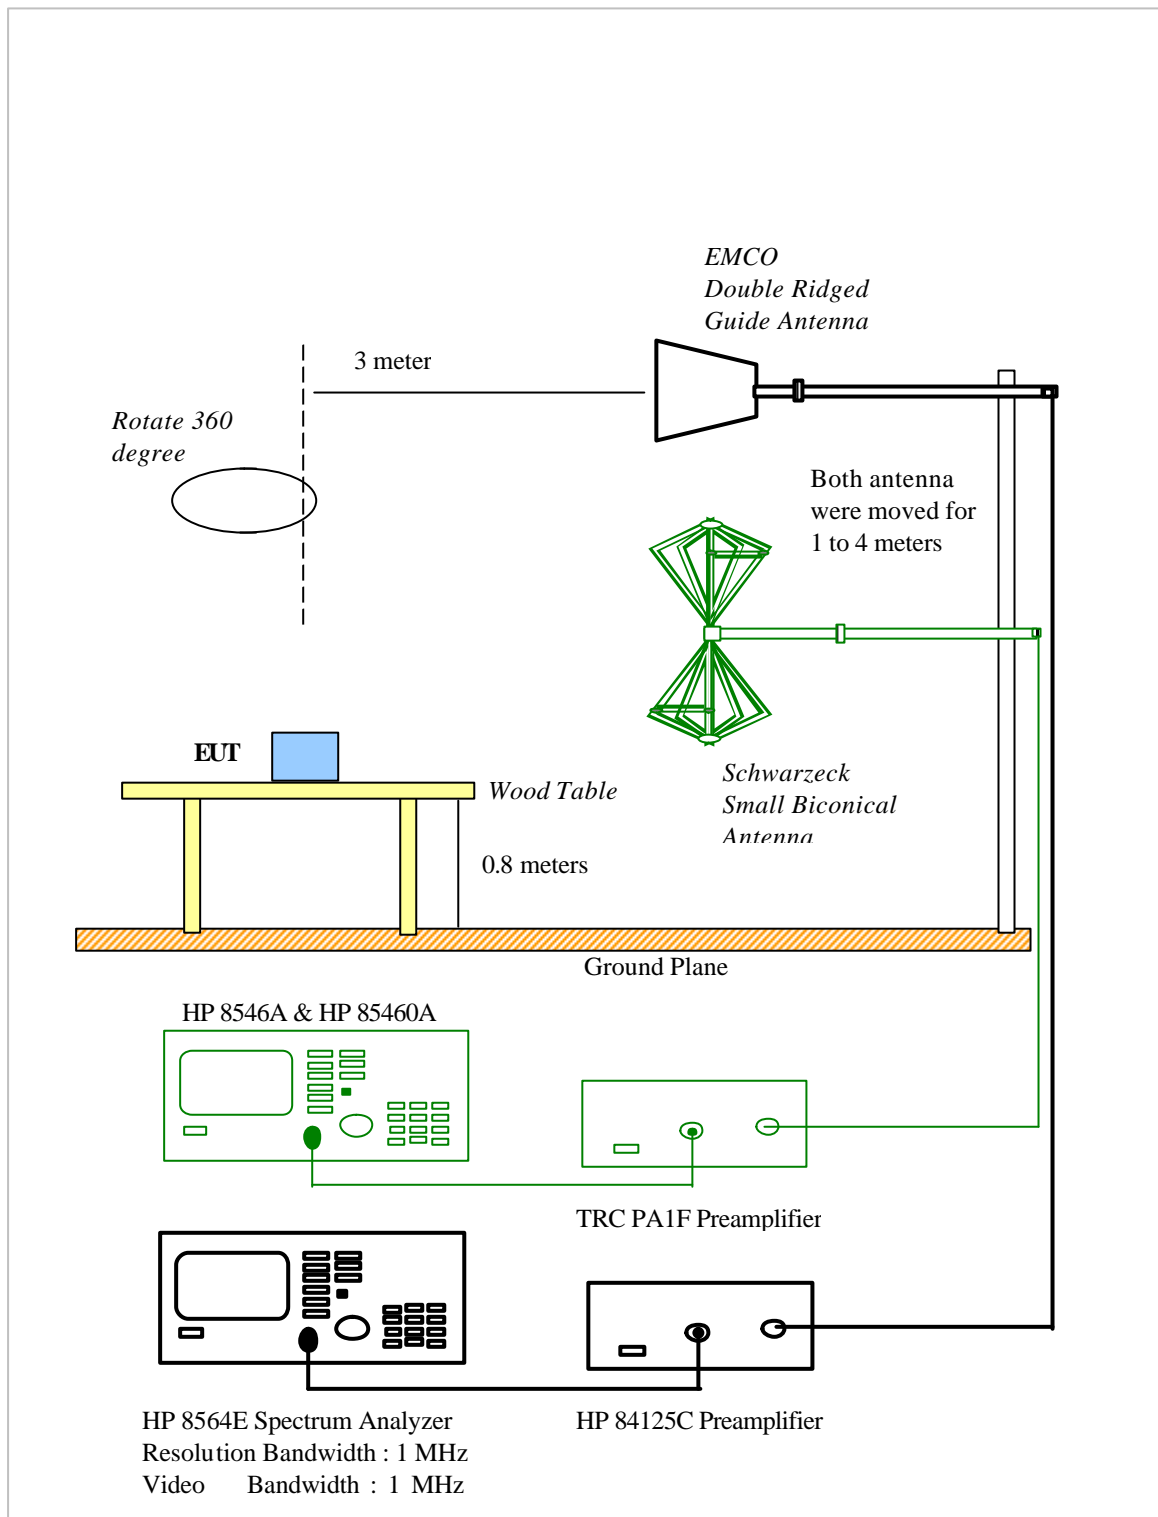 EMCO
Double Ridged
Guide Antenna
3 meter
Rotate 360
degree
Both antenna
were moved for
1 to 4 meters
EUT
Wood Table
Schwarzeck
Small Biconical
Antenna
0.8 meters
Ground Plane
HP 8546A & HP 85460A
TRC PA1F Preamplifier
HP 8564E Spectrum Analyzer
Resolution Bandwidth : 1 MHz
Video Bandwidth : 1 MHz
HP 84125C Preamplifier